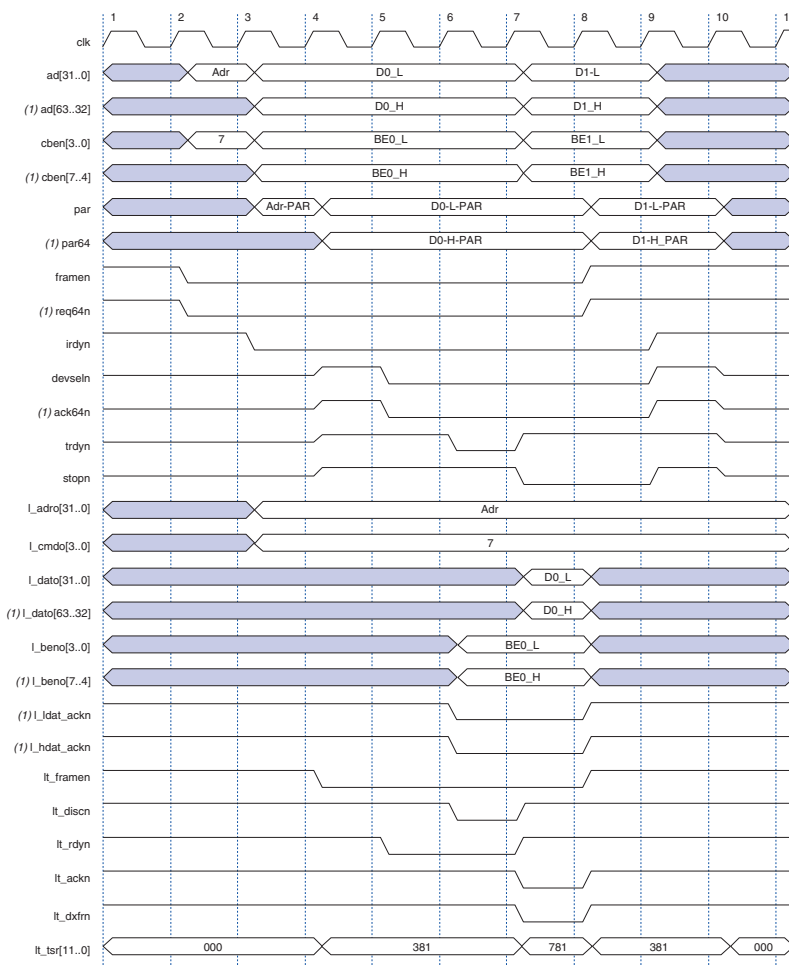 1 2 3 4 5 6 7 8 9 10 1
clk
ad[31..0] Adr D0_L D1-L
(1) ad[63..32] D0_H D1_H
cben[3..0] 7 BE0_L BE1_L
(1) cben[7..4] BE0_H BE1_H
par Adr-PAR D0-L-PAR D1-L-PAR
(1) par64 D0-H-PAR D1-H_PAR
framen
(1) req64n
irdyn
devseln
(1) ack64n
trdyn
stopn
l_adro[31..0] Adr
l_cmdo[3..0] 7
l_dato[31..0] D0_L
(1) l_dato[63..32] D0_H
l_beno[3..0] BE0_L
(1) l_beno[7..4] BE0_H
(1) l_ldat_ackn
(1) l_hdat_ackn
lt_framen
lt_discn
lt_rdyn
lt_ackn
lt_dxfrn
lt_tsr[11..0] 000 381 781 381 000